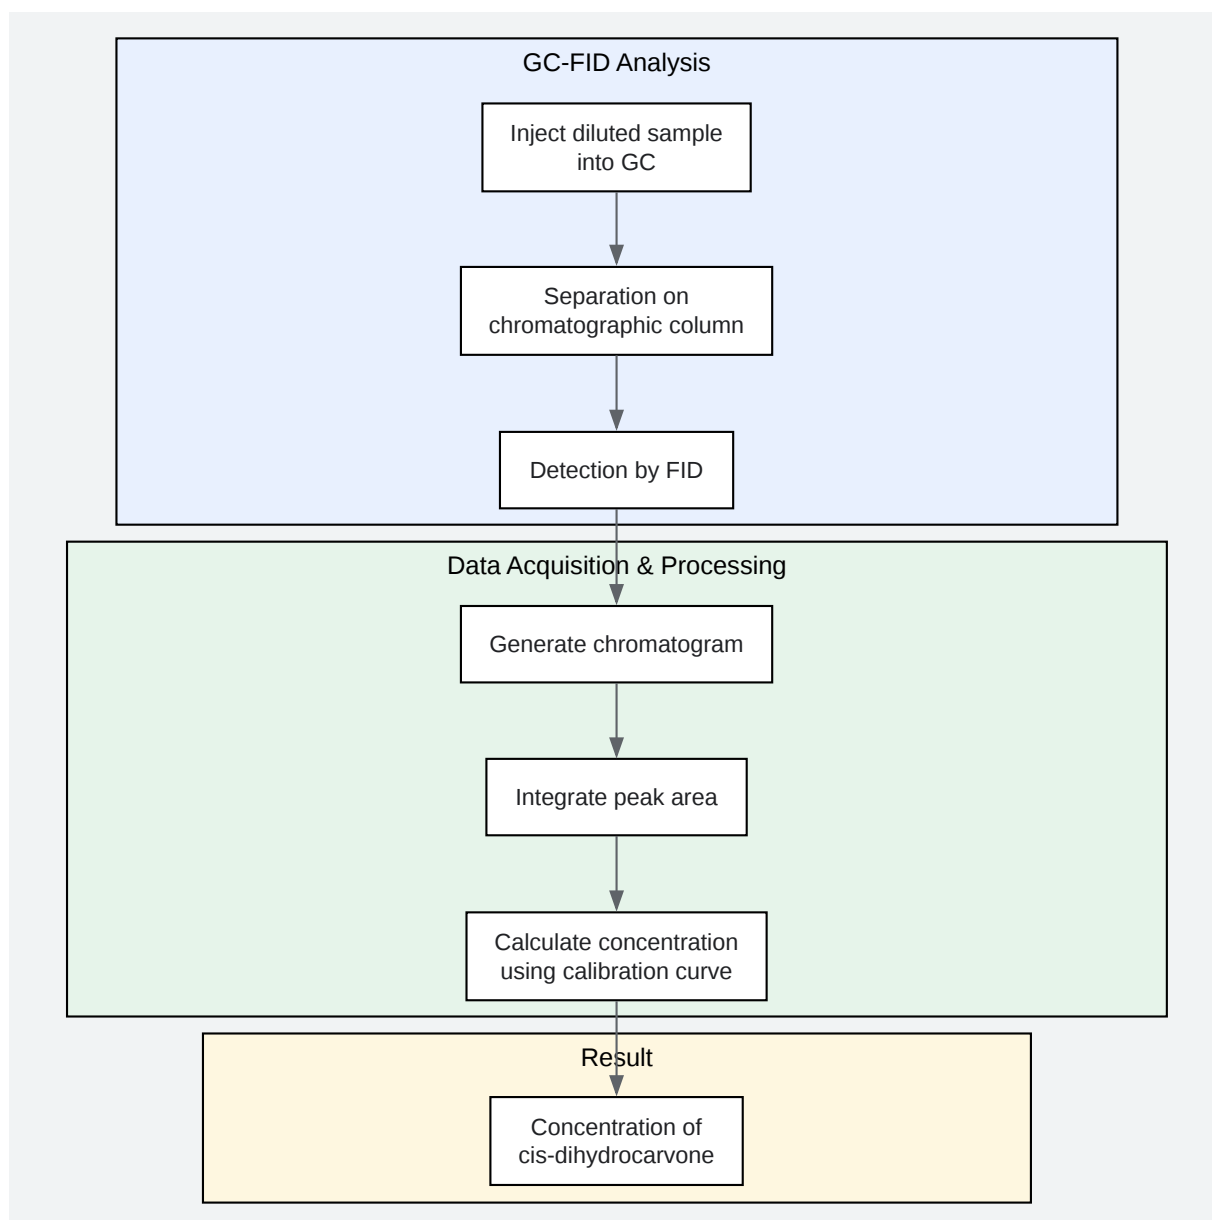 GC-FID Analysis
Inject diluted sample
into GC
Separation on
chromatographic column
Detection by FID
Data Acquisition & Processing
Generate chromatogram
Integrate peak area
Calculate concentration
using calibration curve
Result
Concentration of
cis-dihydrocarvone